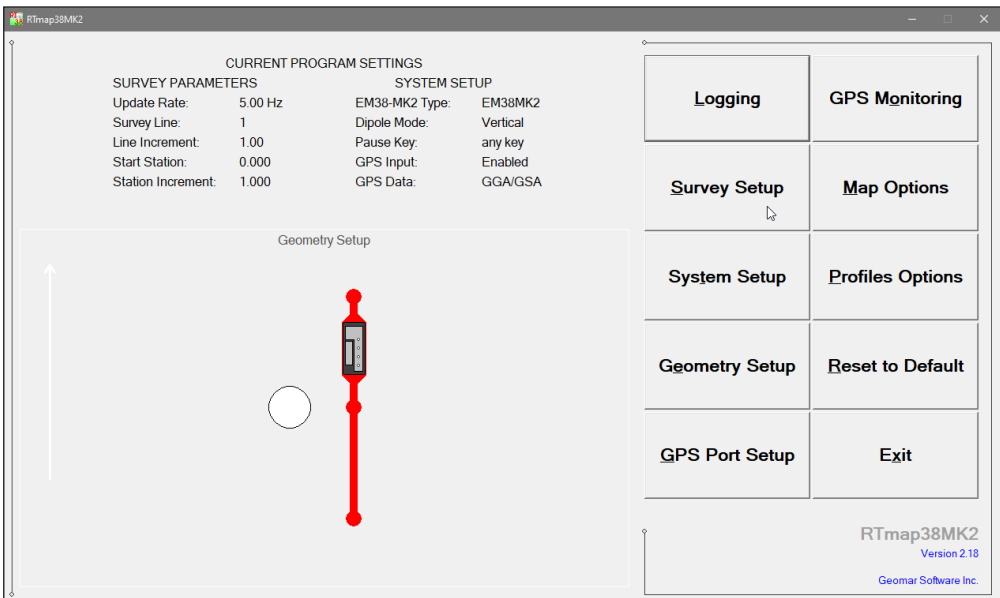 RTmap38MK2
CURRENT PROGRAM SETTINGS
SURVEY PARAMETERS SYSTEM SETUP
Update Rate: 5.00 Hz EM38-MK2 Type: EM38MK2
Survey Line: 1 Dipole Mode: Vertical
Line Increment: 1.00 Pause Key: any key
Start Station: 0.000 GPS Input: Enabled
Station Increment: 1.000 GPS Data: GGA/GSA
Geometry Setup
Logging GPS Monitoring
Survey Setup Map Options
System Setup Profiles Options
Geometry Setup Reset to Default
GPS Port Setup Exit
RTmap38MK2
Version 2.18
Geomar Software Inc.